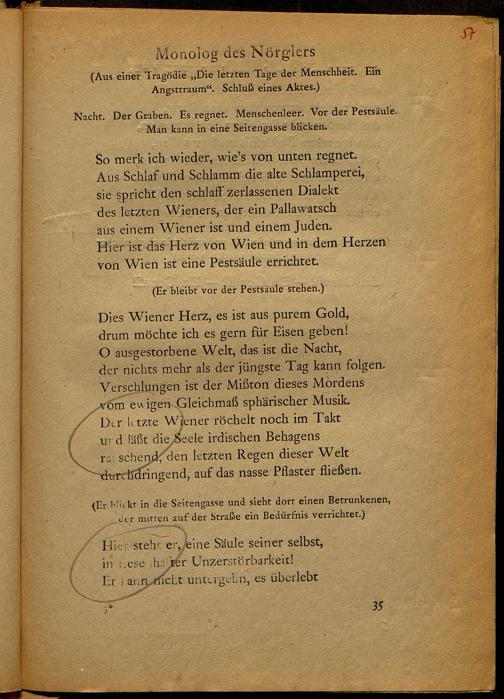 57
Monolog des Nörglers
(Aus einer Tragödie „Die letzten Tage der Menschheit. Ein
Angsttraum“. Schluß eines Aktes.)
Nacht. Der Graben. Es regnet. Menschenleer. Vor der Pestsäule.
Man kann in eine Seitengasse blicken.
So merk ich wieder, wie's von unten regnet.
Aus Schlaf und Schlamm die alte Schlamperei,
sie spricht den schlaff zerlassenen Dialekt
des letzten Wieners, der ein Pallawatsch
aus einem Wiener ist und einem Juden.
Hier ist das Herz von Wien und in dem Herzen
von Wien ist eine Pestsäule errichtet.
(Er bleibt vor der Pestsäule stehen.)
Dies Wiener Herz, es ist aus purem Gold,
drum möchte ich es gern für Eisen geben!
O ausgestorbene Welt, das ist die Nacht,
der nichts mehr als der jüngste Tag kann folgen.
Verschlungen ist der Mißton dieses Mordens
vom ewigen Gleichmaß sphärischer Musik.
Der letzte Wiener röchelt noch im Takt
und läßt die Seele irdischen Behagens
rauschend, den letzten Regen dieser Welt
durchdringend, auf das nasse Pflaster fließen.
(Er blickt in die Seitengasse und sieht dort einen Betrunkenen,
der mitten auf der Straße ein Bedürfnis verrichtet.)
Hier steht er, eine Säule seiner selbst,
in riesenhafter Unzerstörbarkeit!
Er kann nicht untergehn, es überlebt
3*
35